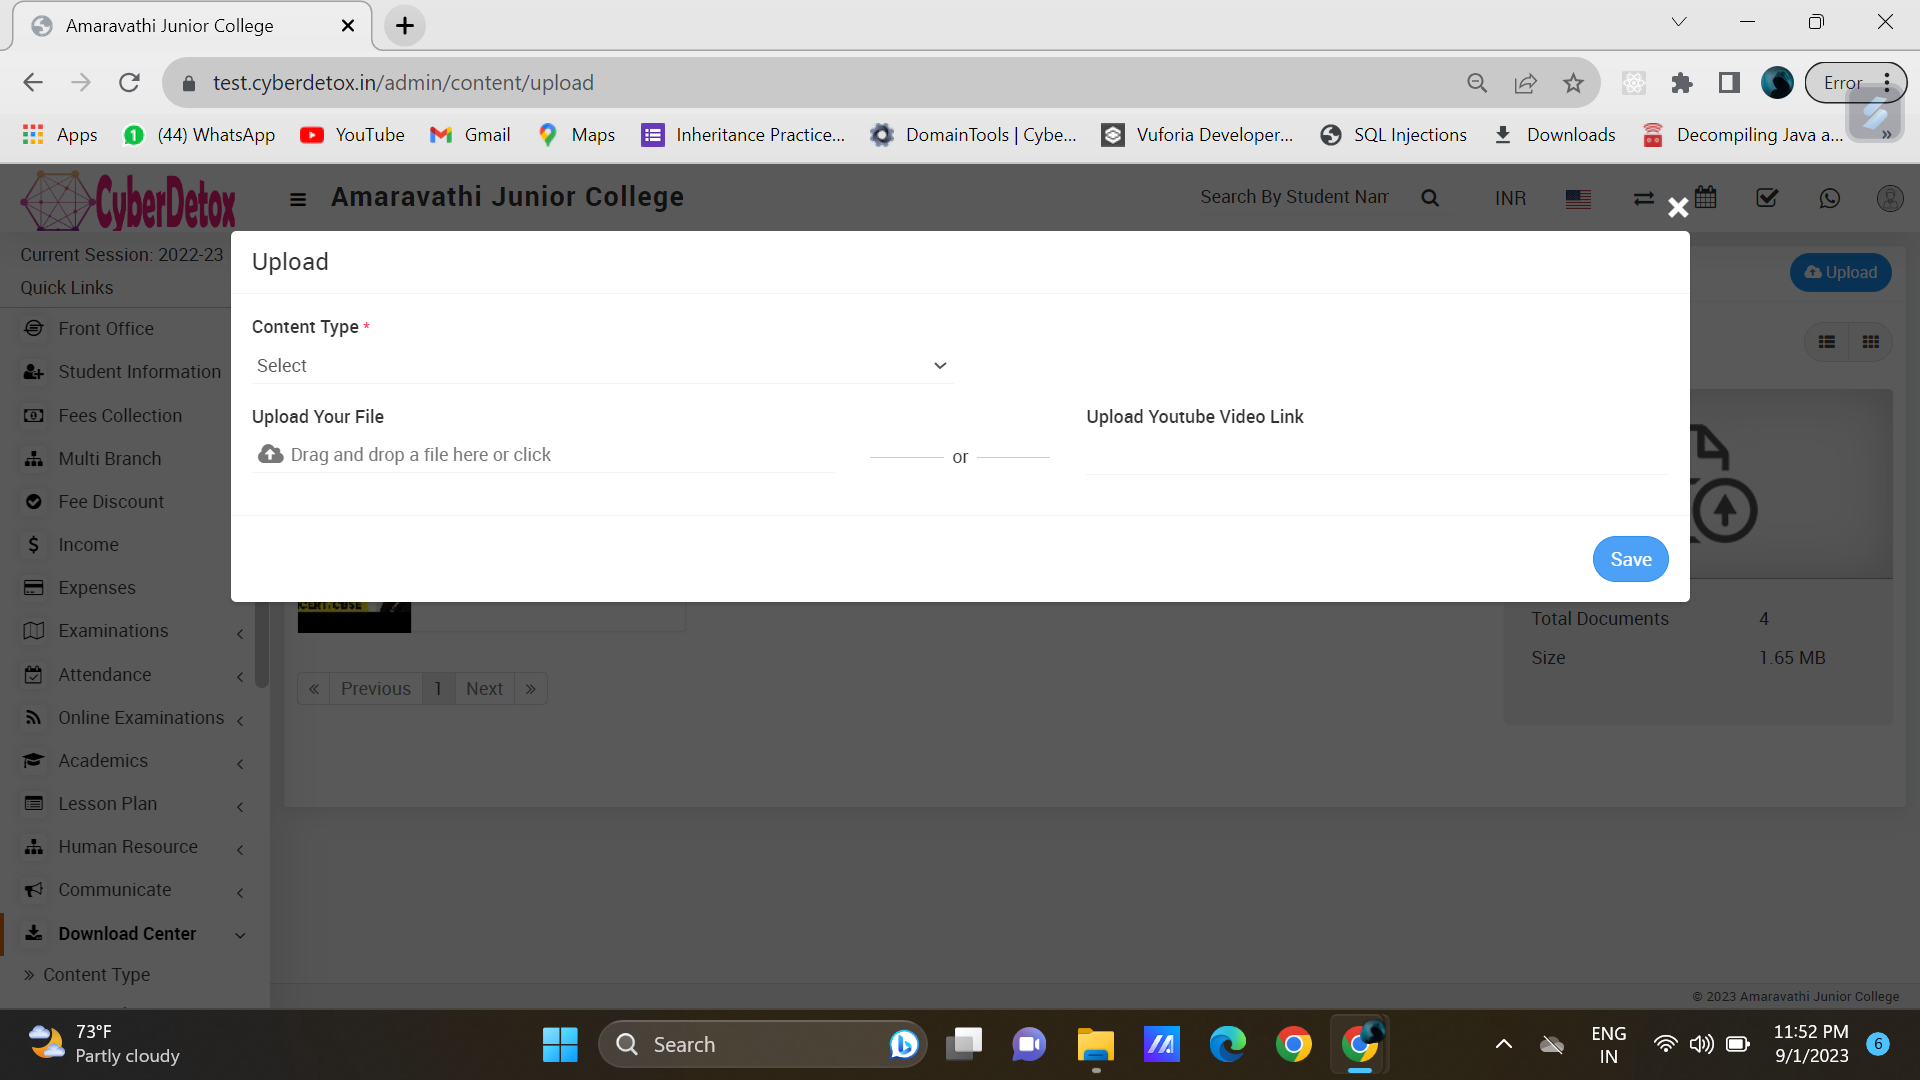 Amaravathi Junior College
test.cyberdetox.in/admin/content/upload
Error
Apps
(44) WhatsApp
YouTube
Gmail
Maps
Inheritance Practice...
DomainTools | Cybe...
Vuforia Developer...
SQL Injections
Downloads
Decompiling Java a...
»
CyberDetox
Amaravathi Junior College
Search By Student Nam
INR
Current Session: 2022-23
Quick Links
Upload
Upload
Content Type *
Select
Upload Your File
Drag and drop a file here or click
or
Upload Youtube Video Link
Save
Front Office
Student Information
Fees Collection
Multi Branch
Fee Discount
Income
Expenses
Examinations
Attendance
Online Examinations
Academics
Lesson Plan
Human Resource
Communicate
Download Center
» Content Type
« Previous 1 Next »
Total Documents 4
Size 1.65 MB
© 2023 Amaravathi Junior College
73°F
Partly cloudy
Search
ENG
IN
11:52 PM
9/1/2023
6